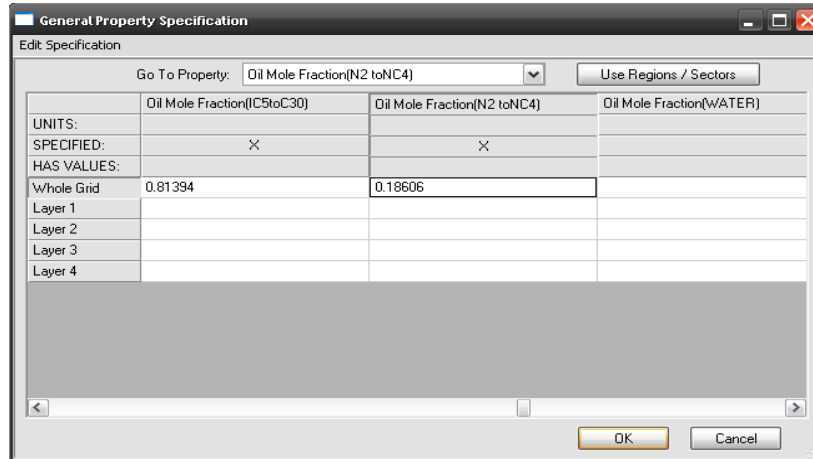 General Property Specification
Edit Specification
Go To Property: Oil Mole Fraction(N2 toNC4) Use Regions / Sectors
Oil Mole Fraction(IC5toC30) Oil Mole Fraction(N2 toNC4) Oil Mole Fraction(WATER)
UNITS:
SPECIFIED: X X
HAS VALUES:
Whole Grid 0.81394 0.18606
Layer 1
Layer 2
Layer 3
Layer 4
OK Cancel